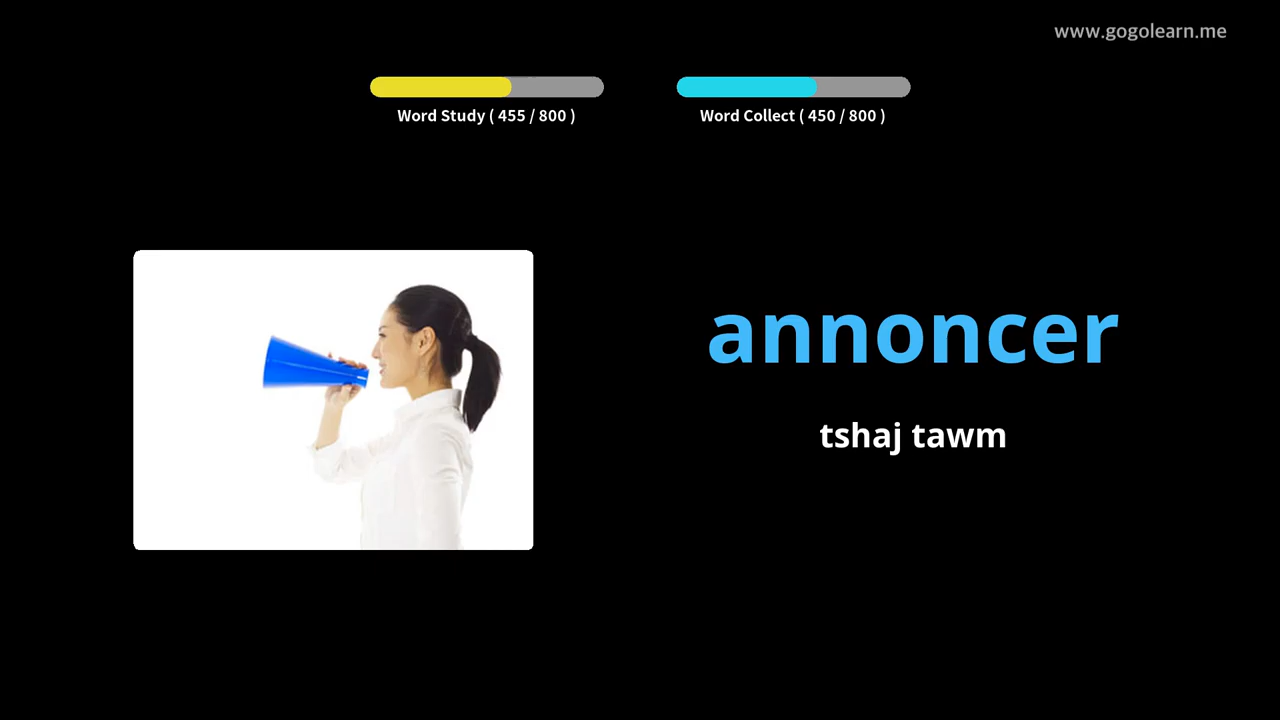 www.gogolearn.me
Word Study ( 455 / 800 )
Word Collect ( 450 / 800 )
annoncer
tshaj tawm